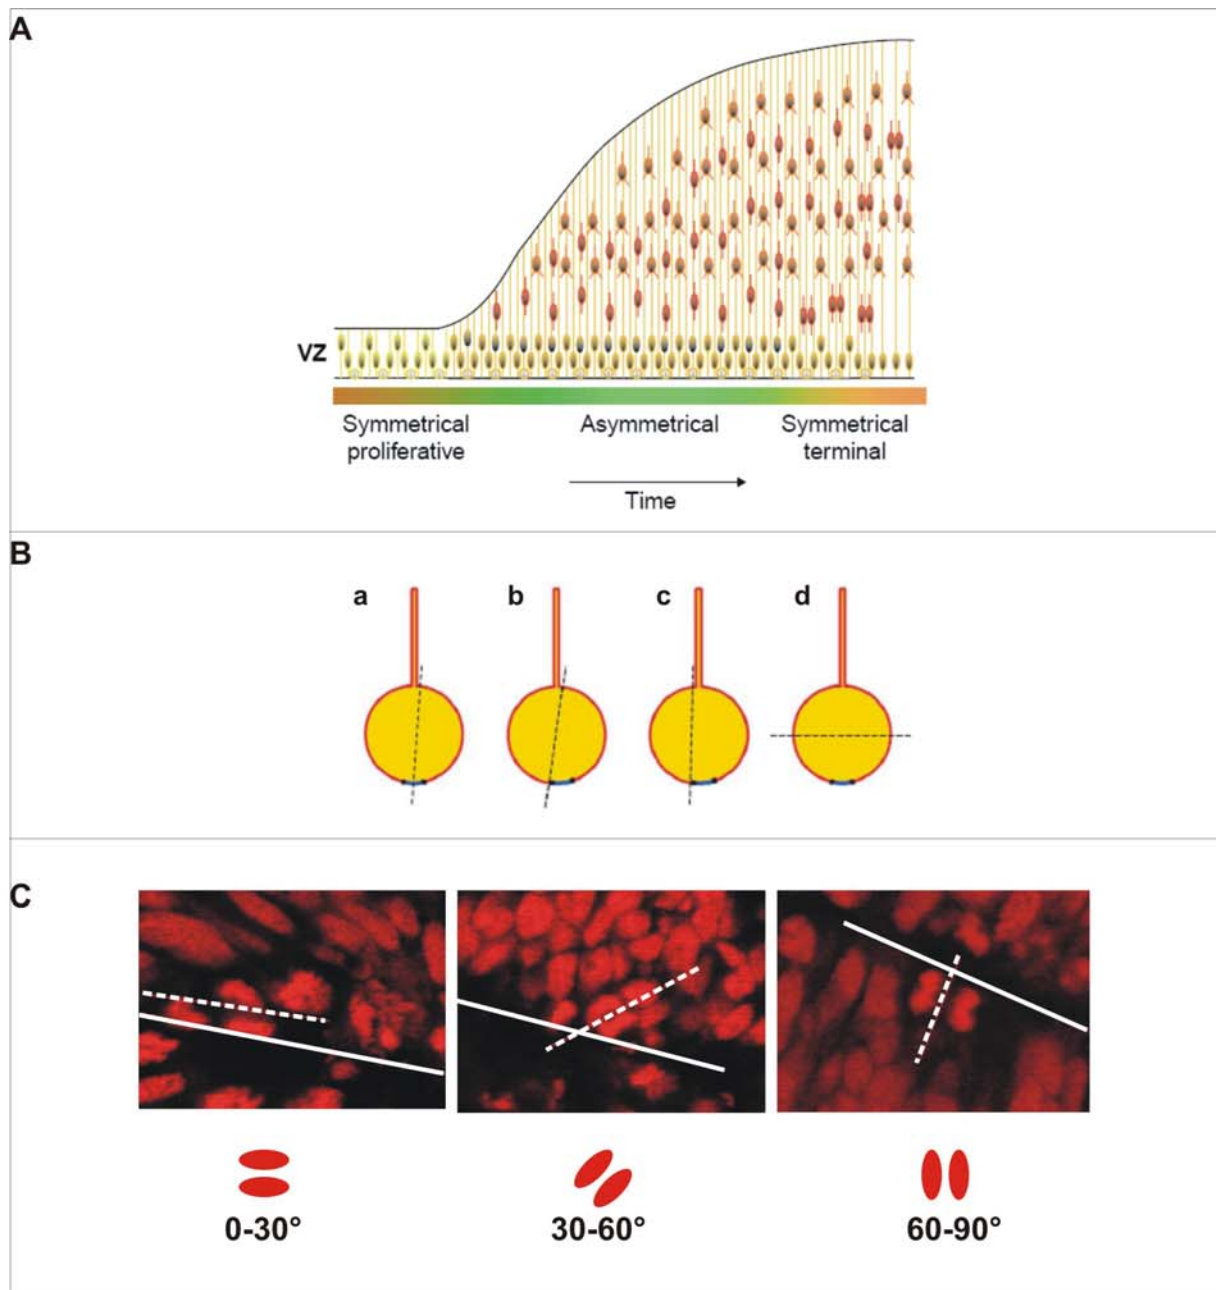 A
VZ
Symmetrical Asymmetrical Symmetrical
proliferative terminal
Time
B
a b c d
C
0-30° 30-60° 60-90°